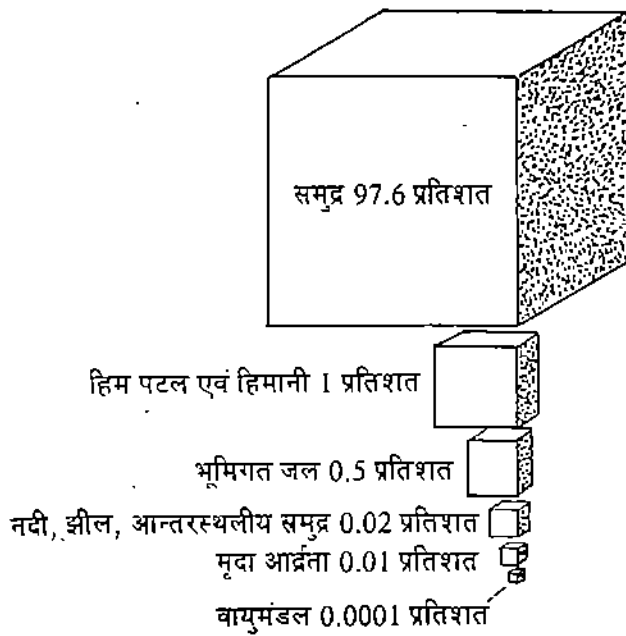 समुद्र 97.6 प्रतिशत
हिम पटल एवं हिमानी 1 प्रतिशत
भूमिगत जल 0.5 प्रतिशत
नदी, झील, आन्तरस्थलीय समुद्र 0.02 प्रतिशत
मृदा आर्द्रता 0.01 प्रतिशत
वायुमंडल 0.0001 प्रतिशत